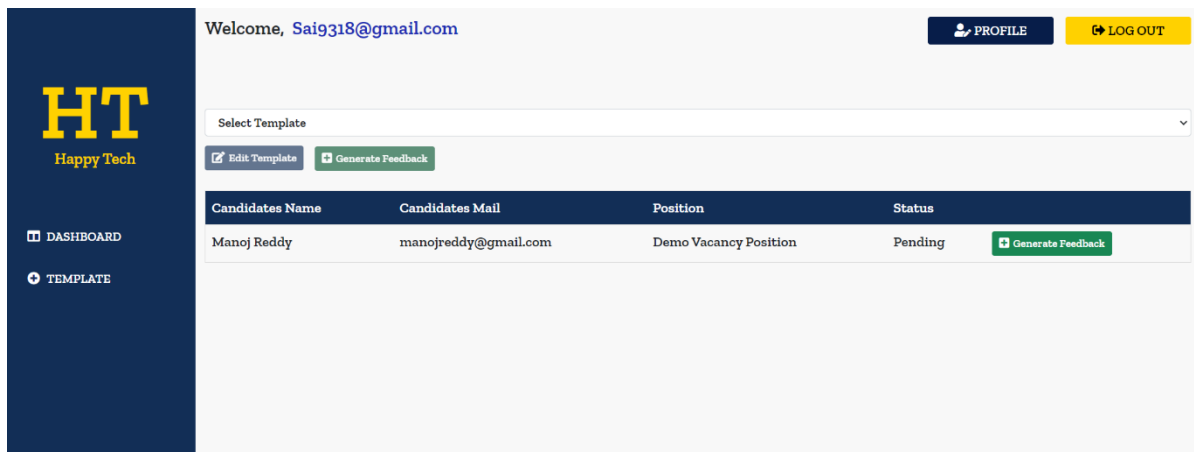 Welcome, Sai9318@gmail.com
PROFILE
LOG OUT
HT
Happy Tech
DASHBOARD
TEMPLATE
Select Template
Edit Template
Generate Feedback
Candidates Name Candidates Mail Position Status
Manoj Reddy manojreddy@gmail.com Demo Vacancy Position Pending Generate Feedback